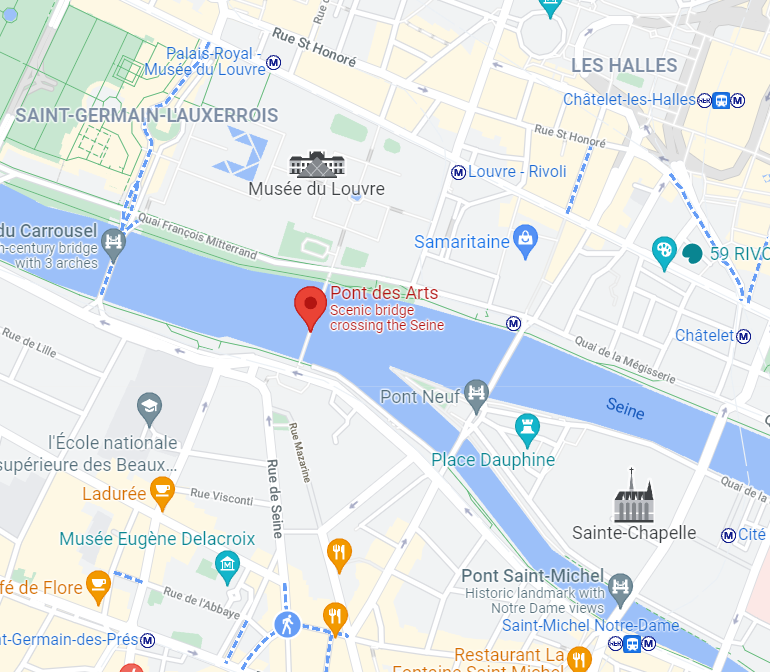 Rue St Honoré
Palais-Royal -
Musée du Louvre
LES HALLES
Châtelet-les-Halles
SAINT-GERMAIN-L'AUXERROIS
Rue St Honoré
Musée du Louvre
Louvre - Rivoli
Quai François Mitterrand
du Carrousel
n-century bridge
with 3 arches
Samaritaine
59 RIVO
Pont des Arts
Scenic bridge
crossing the Seine
Châtelet
Quai de la Mégisserie
Rue de Lille
Pont Neuf
Seine
l'École nationale
supérieure des Beaux...
Rue Mazarine
Place Dauphine
Rue de Seine
Ladurée
Rue Visconti
Quai de la
Sainte-Chapelle
Cité
Musée Eugène Delacroix
fé de Flore
Rue de l'Abbaye
Pont Saint-Michel
Historic landmark with
Notre Dame views
Saint-Michel Notre-Dame
nt-Germain-des-Prés
Restaurant La
Fontaine Saint-Michel